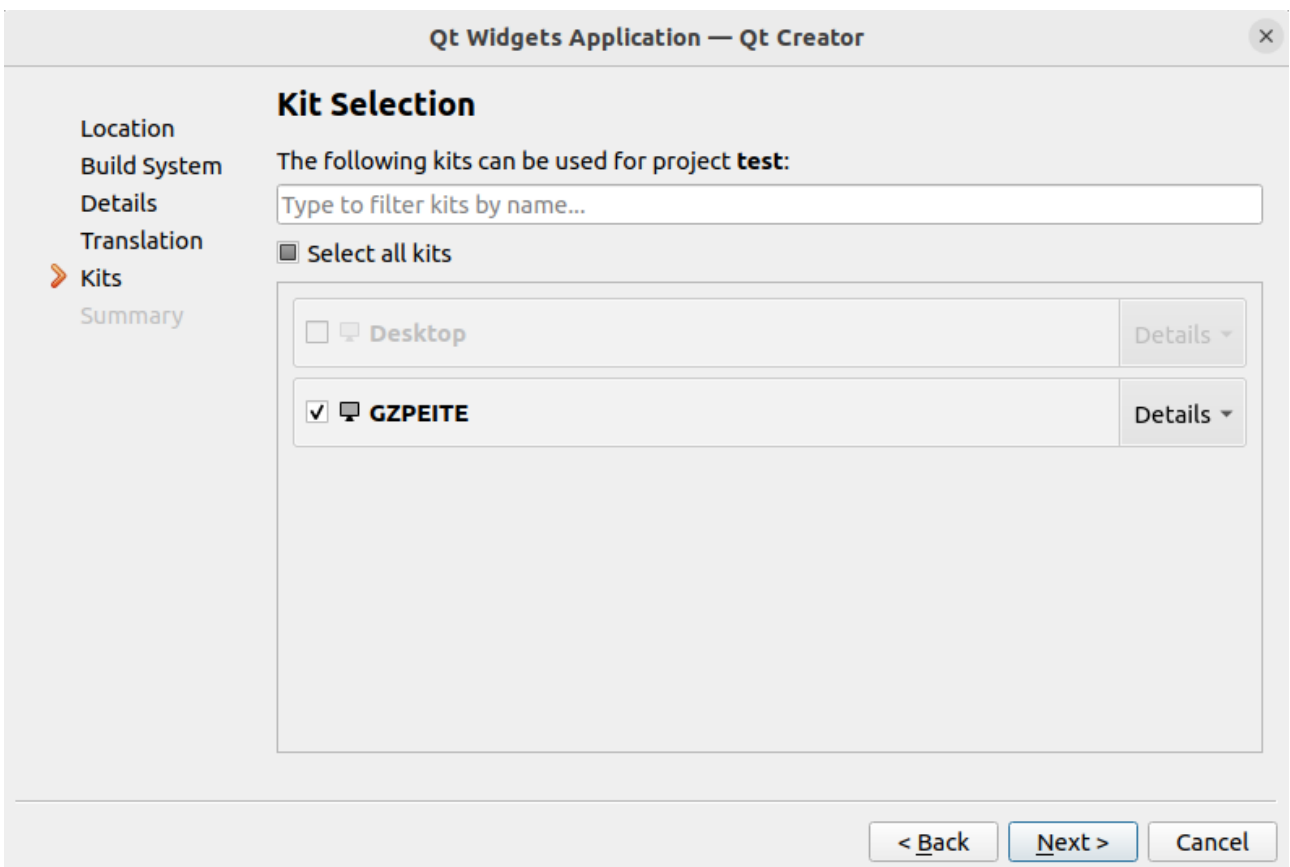 Qt Widgets Application — Qt Creator
Location
Build System
Details
Translation
Kits
Summary
Kit Selection
The following kits can be used for project test:
Type to filter kits by name...
Select all kits
Desktop
Details
GZPEITE
Details
< Back
Next >
Cancel